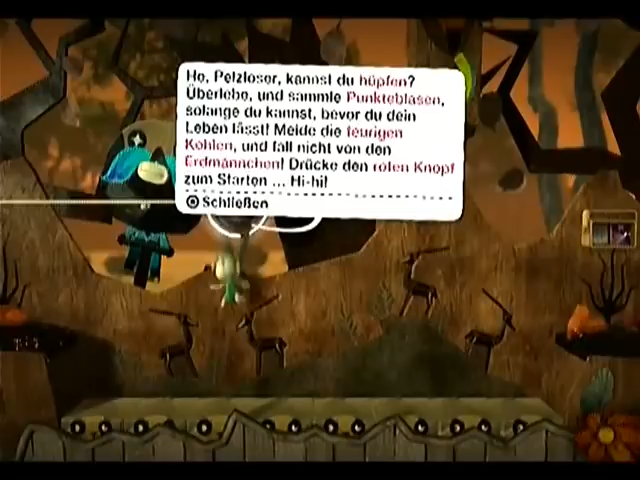 He, Pelzloser, kannst du hüpfen?
Überlebe, und sammle Punkteblasen,
solange du kannst, bevor du dein
Leben lässt! Meide die feurigen
Kohlen, und fall nicht von den
Erdmännchen! Drücke den roten Knopf
zum Starten ... Hi-hi!
Schließen